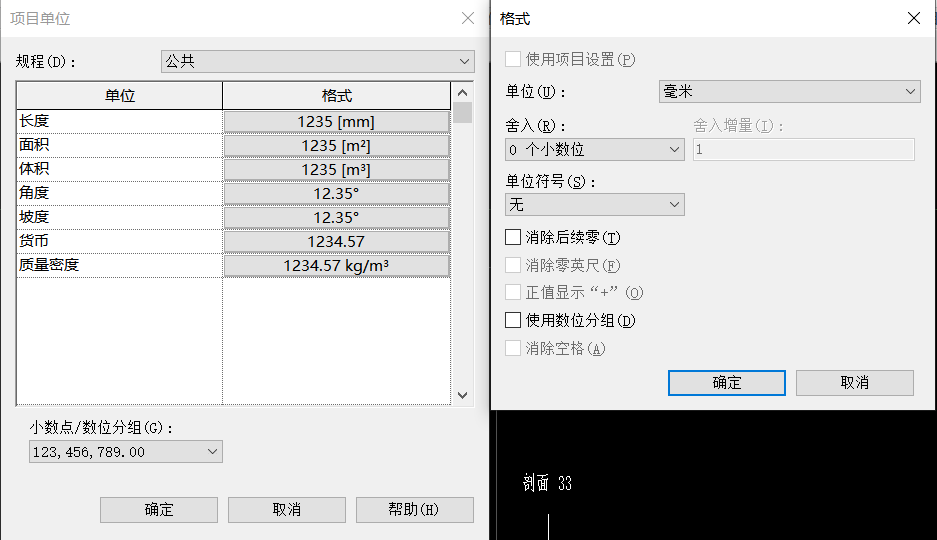 项目单位
规程(D):
公共
单位 格式
长度 1235 [mm]
面积 1235 [m²]
体积 1235 [m³]
角度 12.35°
坡度 12.35°
货币 1234.57
质量密度 1234.57 kg/m³
小数点/数位分组(G):
123,456,789.00
确定 取消 帮助(H)
格式
使用项目设置(P)
单位(U):
毫米
舍入(R): 舍入增量(I):
0 个小数位 1
单位符号(S):
无
消除后续零(T)
消除零英尺(F)
正值显示“+”(O)
使用数位分组(D)
消除空格(A)
确定 取消
剖面 33